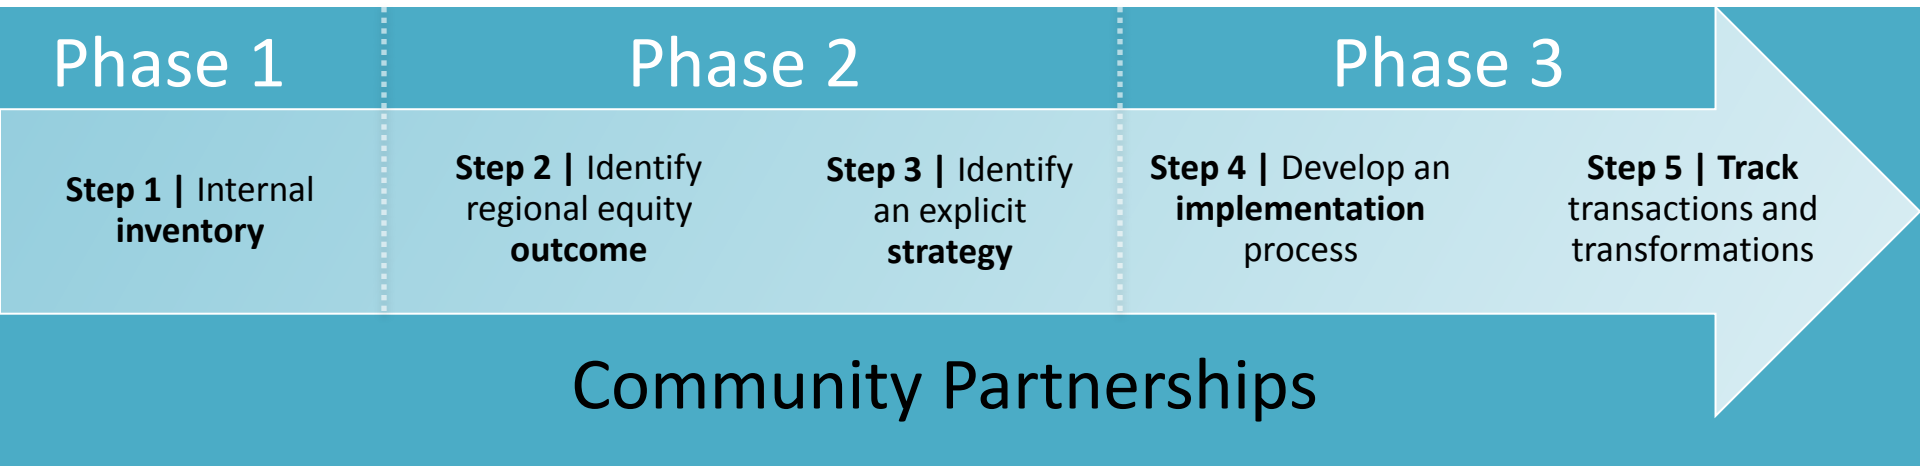 Phase 1
Phase 2
Phase 3
Step 1 | Internal
inventory
Step 2 | Identify
regional equity
outcome
Step 3 | Identify
an explicit
strategy
Step 4 | Develop an
implementation
process
Step 5 | Track
transactions and
transformations
Community Partnerships